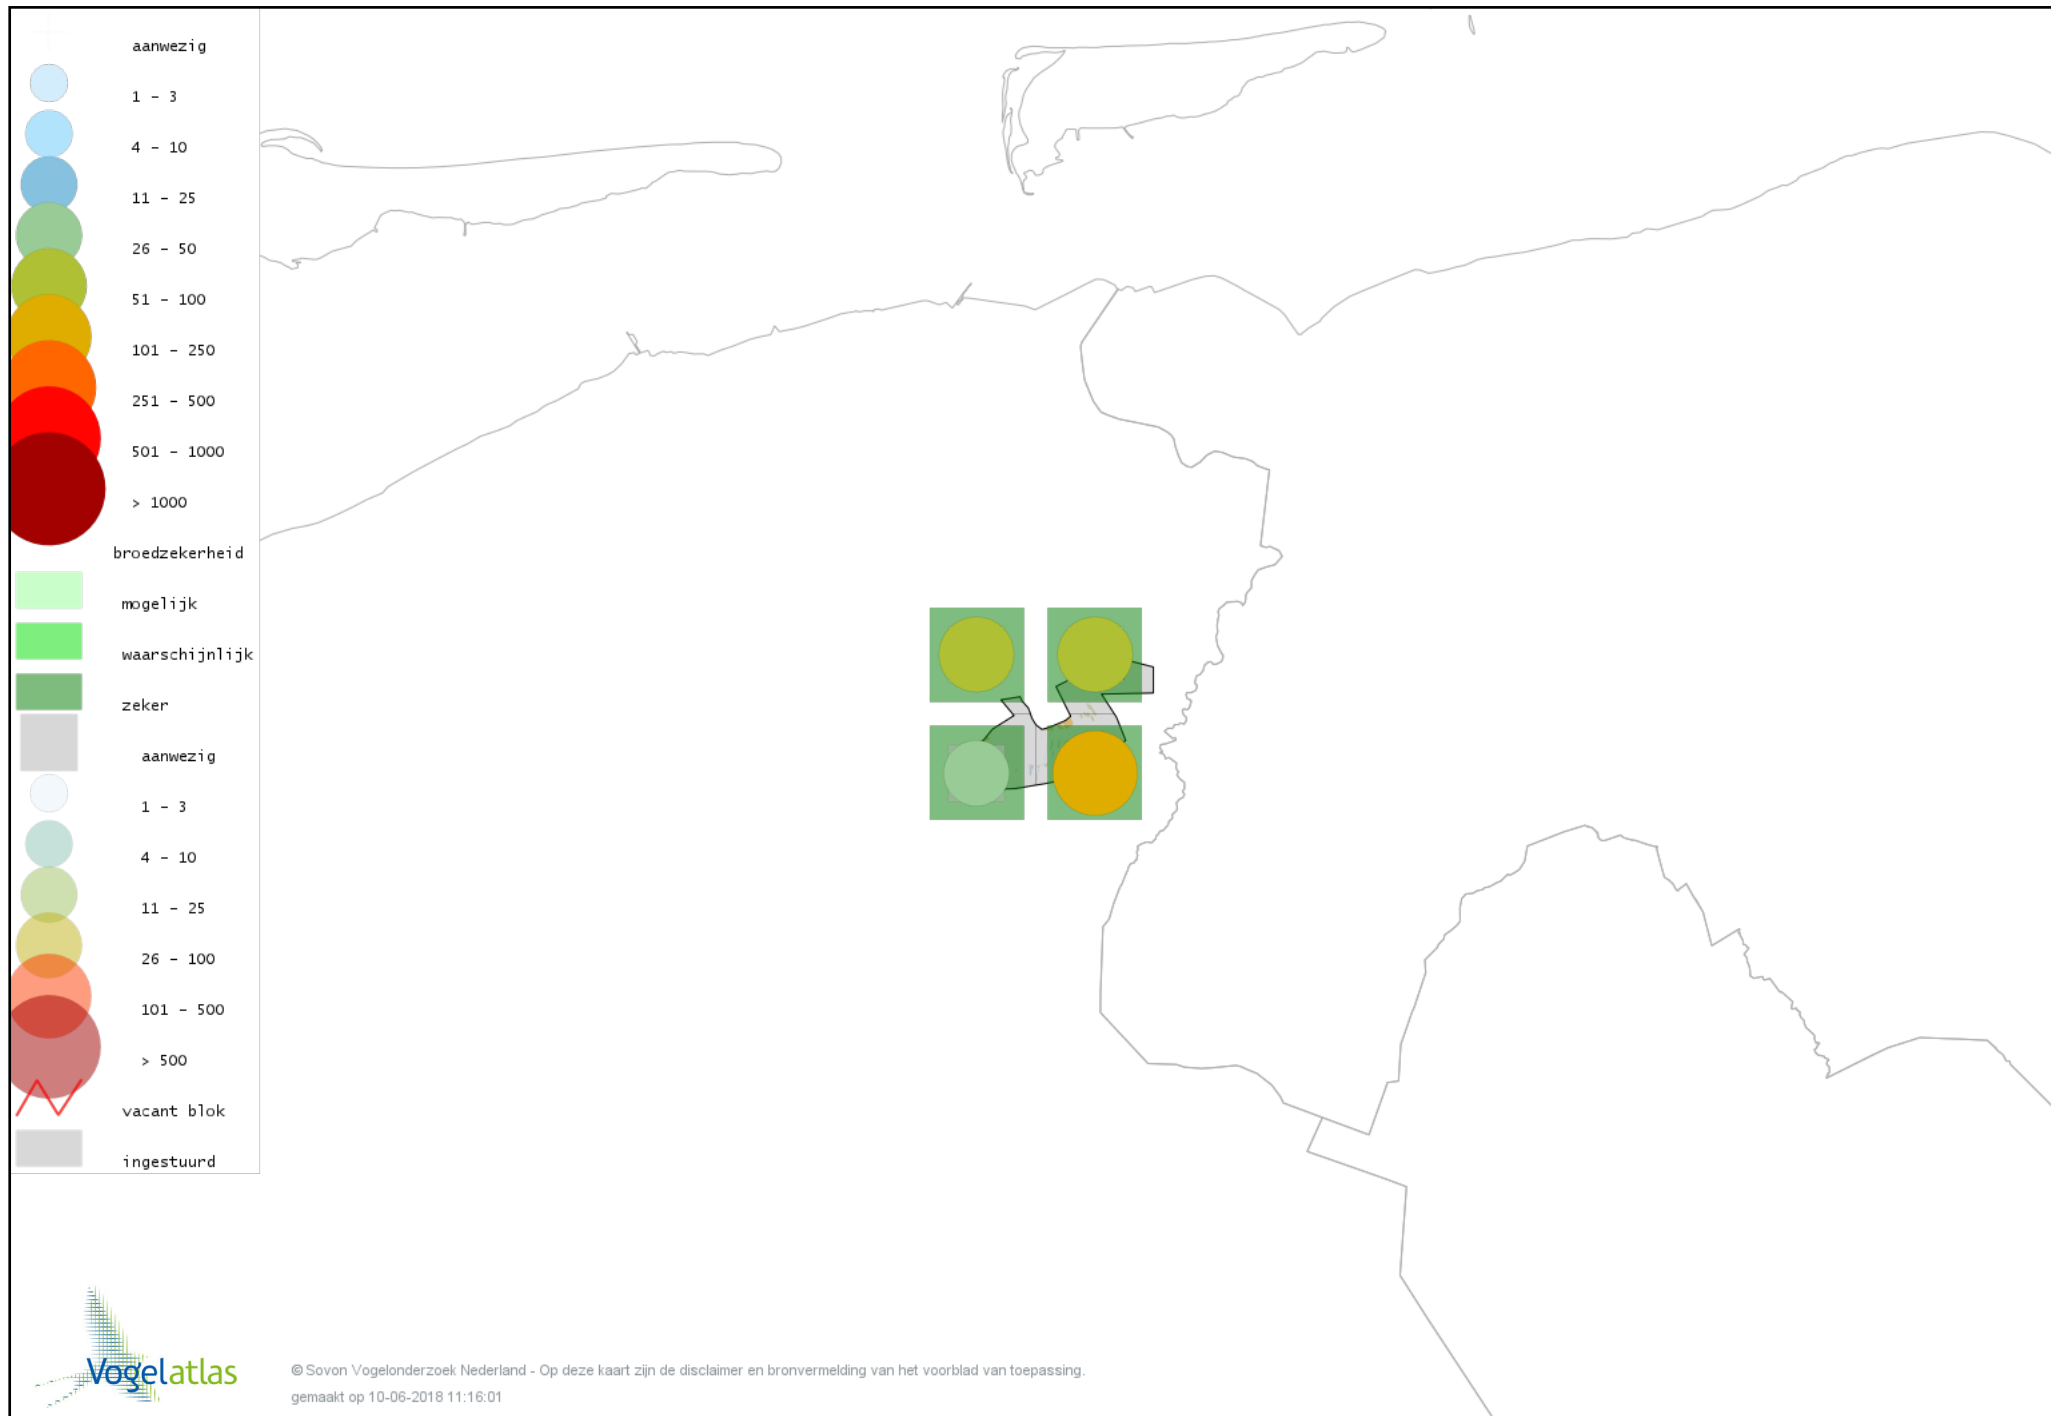 aanwezig
1 - 3
4 - 10
11 - 25
26 - 50
51 - 100
101 - 250
251 - 500
501 - 1000
> 1000
broedzekerheid
mogelijk
waarschijnlijk
zeker
aanwezig
1 - 3
4 - 10
11 - 25
26 - 100
101 - 500
> 500
vacant blok
ingestuurd
Vogelatlas
© Sovon Vogelonderzoek Nederland - Op deze kaart zijn de disclaimer en bronvermelding van het voorblad van toepassing.
gemaakt op 10-06-2018 11:16:01